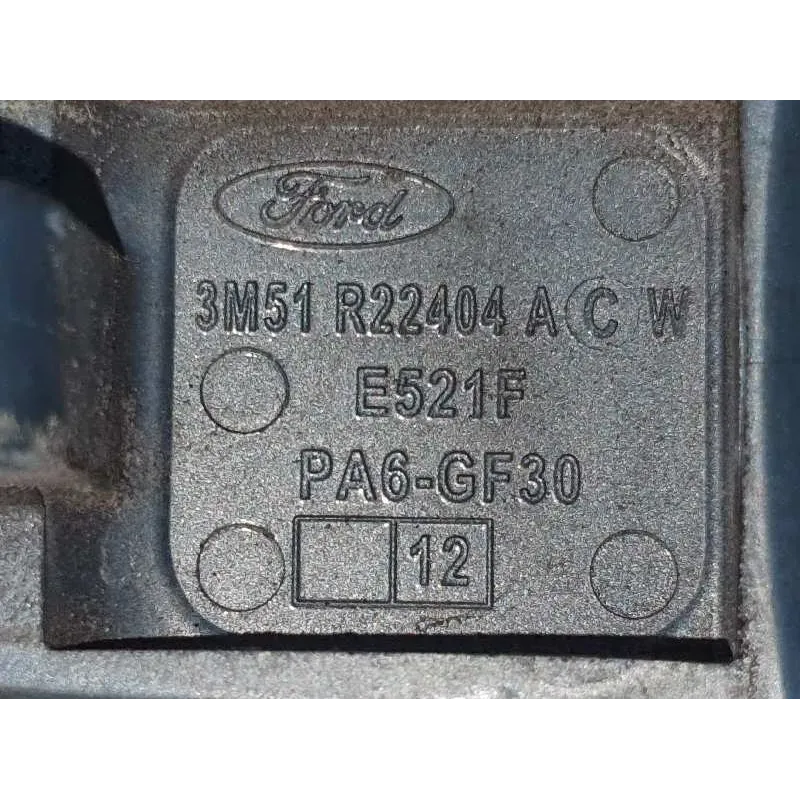 Ford
3M51 R22404 A C W
E521F
PA6-GF30
12